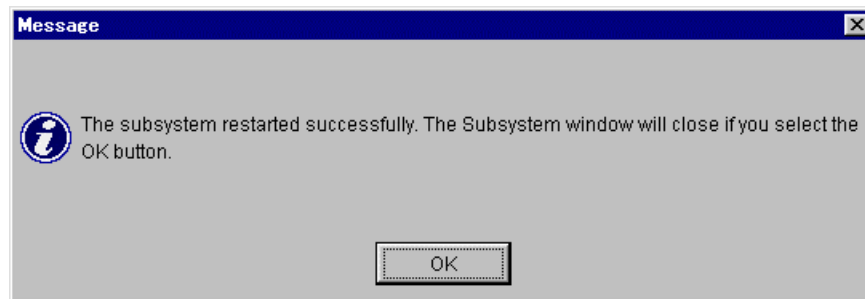 Message
The subsystem restarted successfully. The Subsystem window will close if you select the
OK button.
OK